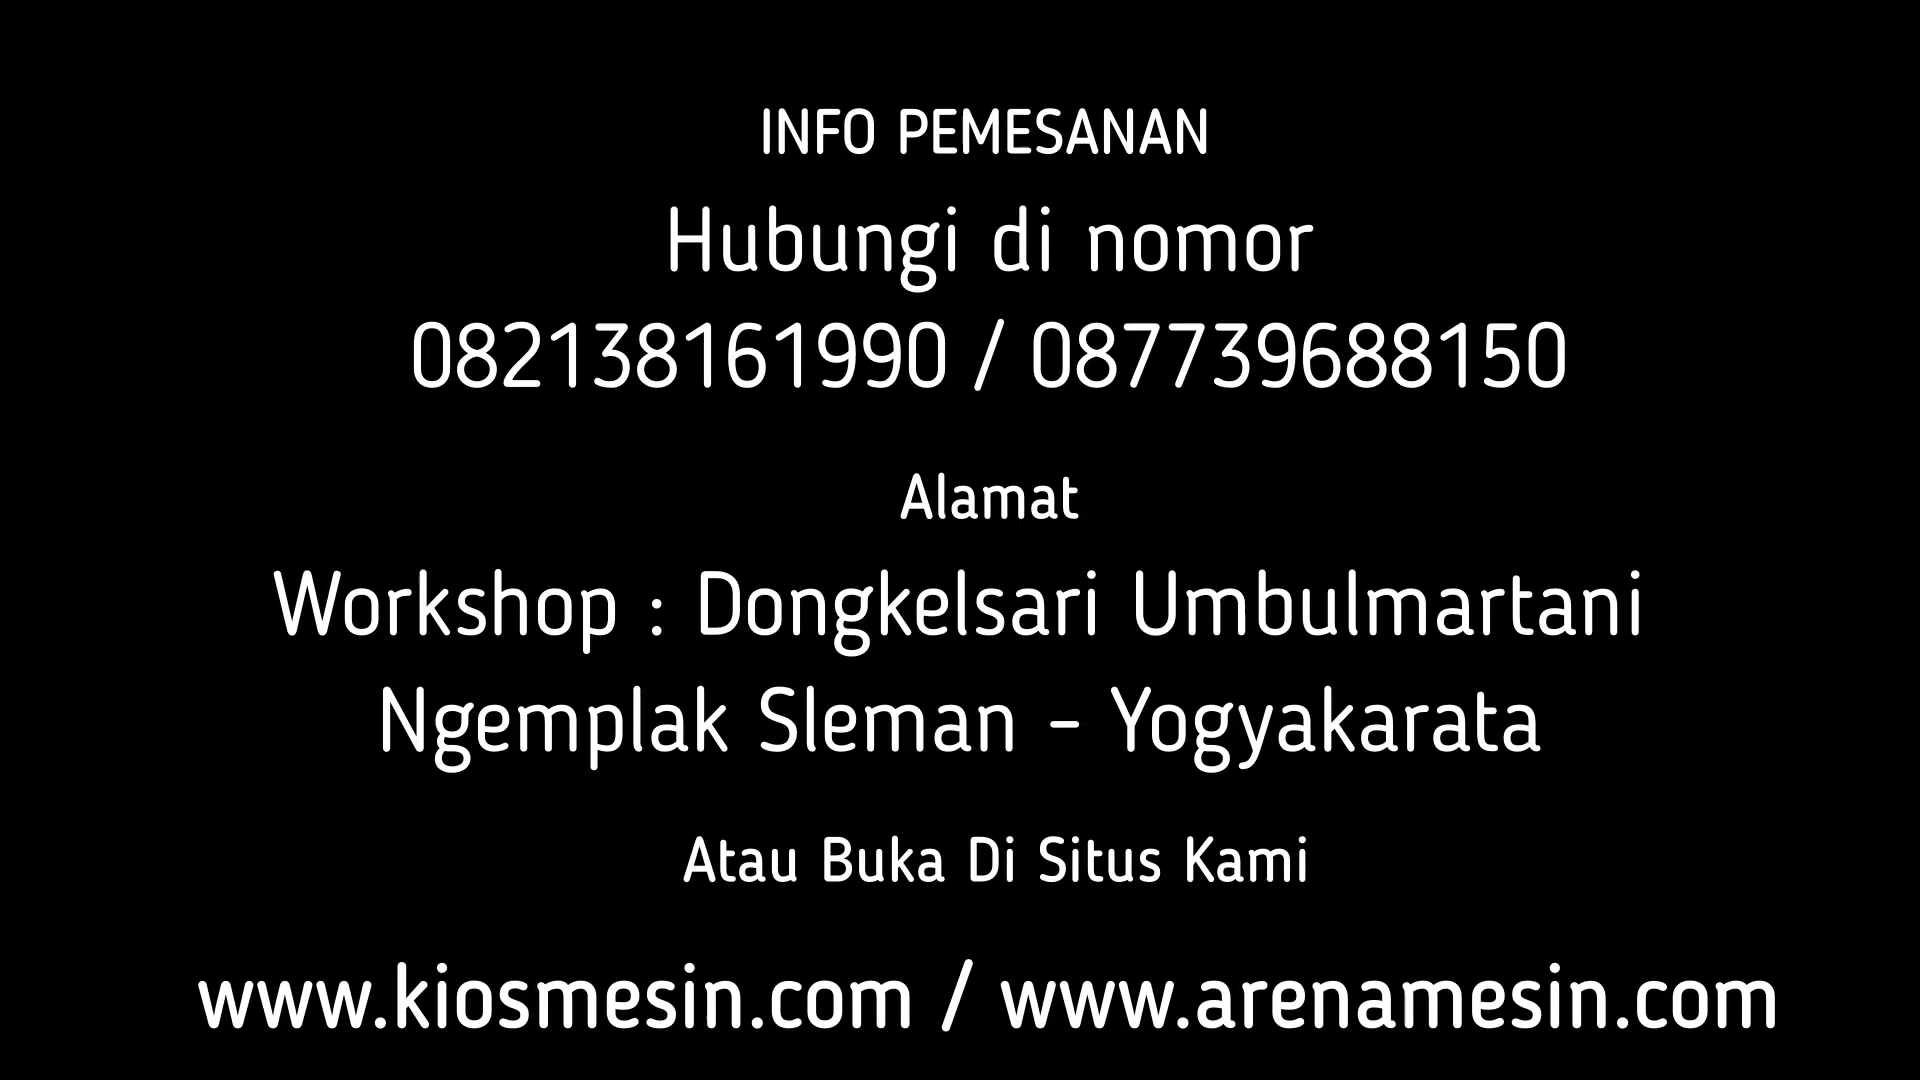 INFO PEMESANAN
Hubungi di nomor
082138161990 / 087739688150
Alamat
Workshop : Dongkelsari Umbulmartani
Ngemplak Sleman - Yogyakarata
Atau Buka Di Situs Kami
www.kiosmesin.com / www.arenamesin.com